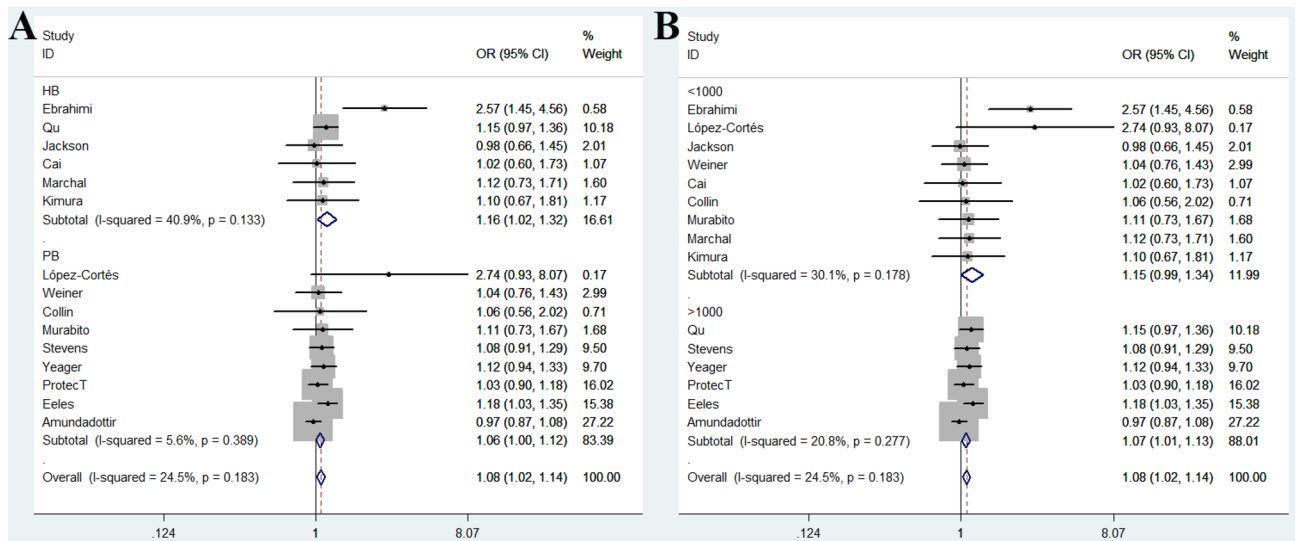 A
Study %
ID OR (95% CI) Weight
HB
Ebrahimi 2.57 (1.45, 4.56) 0.58
Qu 1.15 (0.97, 1.36) 10.18
Jackson 0.98 (0.66, 1.45) 2.01
Cai 1.02 (0.60, 1.73) 1.07
Marchal 1.12 (0.73, 1.71) 1.60
Kimura 1.10 (0.67, 1.81) 1.17
Subtotal (I-squared = 40.9%, p = 0.133) 1.16 (1.02, 1.32) 16.61
.
PB
López-Cortés 2.74 (0.93, 8.07) 0.17
Weiner 1.04 (0.76, 1.43) 2.99
Collin 1.06 (0.56, 2.02) 0.71
Murabito 1.11 (0.73, 1.67) 1.68
Stevens 1.08 (0.91, 1.29) 9.50
Yeager 1.12 (0.94, 1.33) 9.70
ProtecT 1.03 (0.90, 1.18) 16.02
Eeles 1.18 (1.03, 1.35) 15.38
Amundadottir 0.97 (0.87, 1.08) 27.22
Subtotal (I-squared = 5.6%, p = 0.389) 1.06 (1.00, 1.12) 83.39
.
Overall (I-squared = 24.5%, p = 0.183) 1.08 (1.02, 1.14) 100.00
.124 1 8.07
B
Study %
ID OR (95% CI) Weight
<1000
Ebrahimi 2.57 (1.45, 4.56) 0.58
López-Cortés 2.74 (0.93, 8.07) 0.17
Jackson 0.98 (0.66, 1.45) 2.01
Weiner 1.04 (0.76, 1.43) 2.99
Cai 1.02 (0.60, 1.73) 1.07
Collin 1.06 (0.56, 2.02) 0.71
Murabito 1.11 (0.73, 1.67) 1.68
Marchal 1.12 (0.73, 1.71) 1.60
Kimura 1.10 (0.67, 1.81) 1.17
Subtotal (I-squared = 30.1%, p = 0.178) 1.15 (0.99, 1.34) 11.99
.
>1000
Qu 1.15 (0.97, 1.36) 10.18
Stevens 1.08 (0.91, 1.29) 9.50
Yeager 1.12 (0.94, 1.33) 9.70
ProtecT 1.03 (0.90, 1.18) 16.02
Eeles 1.18 (1.03, 1.35) 15.38
Amundadottir 0.97 (0.87, 1.08) 27.22
Subtotal (I-squared = 20.8%, p = 0.277) 1.07 (1.01, 1.13) 88.01
.
Overall (I-squared = 24.5%, p = 0.183) 1.08 (1.02, 1.14) 100.00
.124 1 8.07